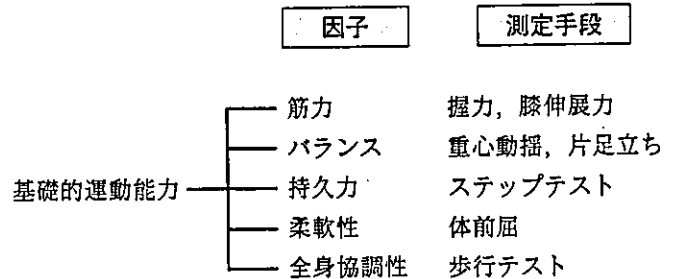 因子 測定手段
筋力 握力，膝伸展力
バランス 重心動揺，片足立ち
基礎的運動能力 持久力 ステップテスト
柔軟性 体前屈
全身協調性 歩行テスト